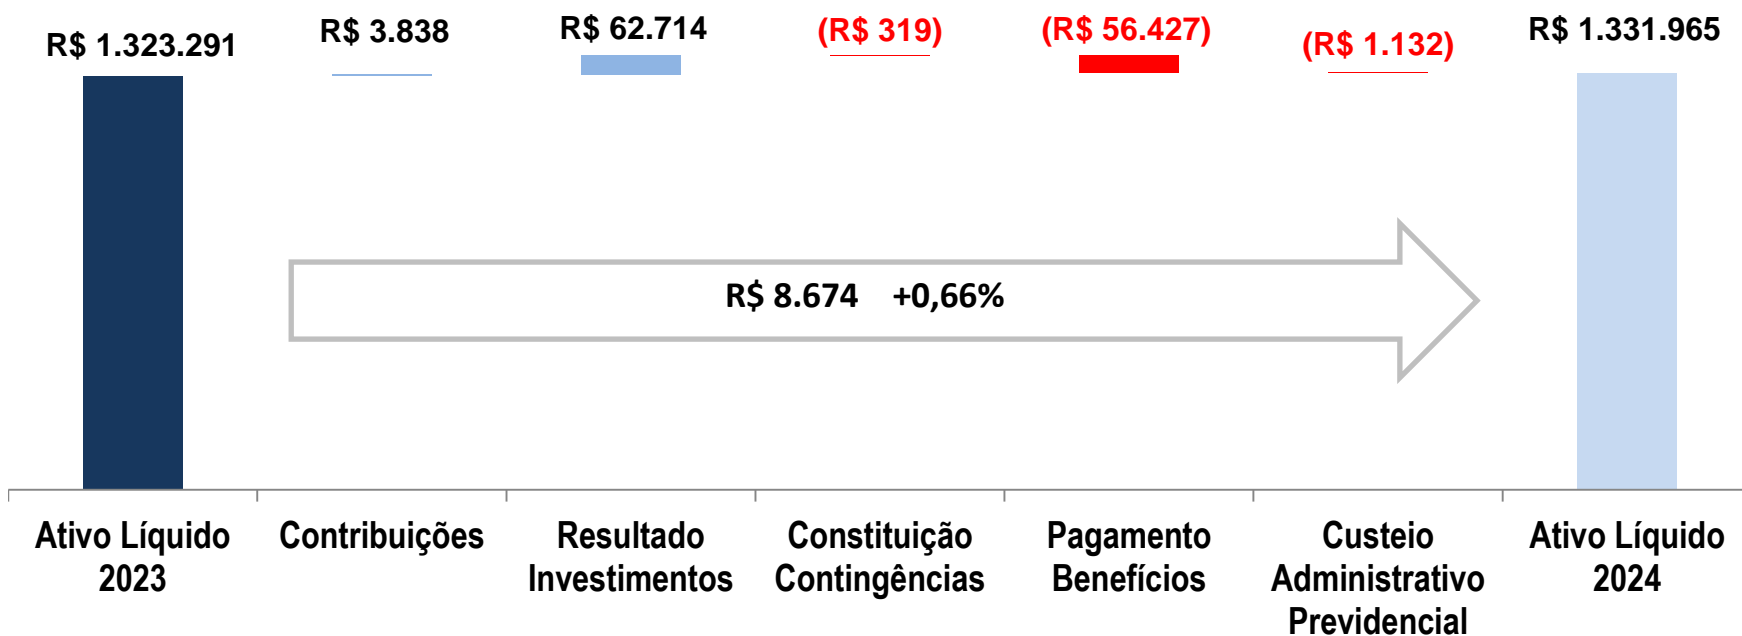 R$ 1.323.291
R$ 3.838
R$ 62.714
(R$ 319)
(R$ 56.427)
(R$ 1.132)
R$ 1.331.965
R$ 8.674 +0,66%
Ativo Líquido
2023
Contribuições
Resultado
Investimentos
Constituição
Contingências
Pagamento
Benefícios
Custeio
Administrativo
Previdencial
Ativo Líquido
2024